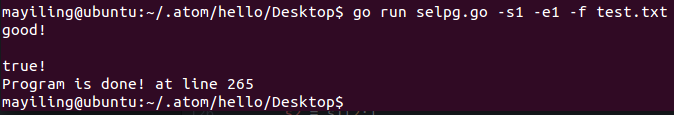 mayiling@ubuntu:~/.atom/hello/Desktop$ go run selpg.go -s1 -e1 -f test.txt
good!
true!
Program is done! at line 265
mayiling@ubuntu:~/.atom/hello/Desktop$